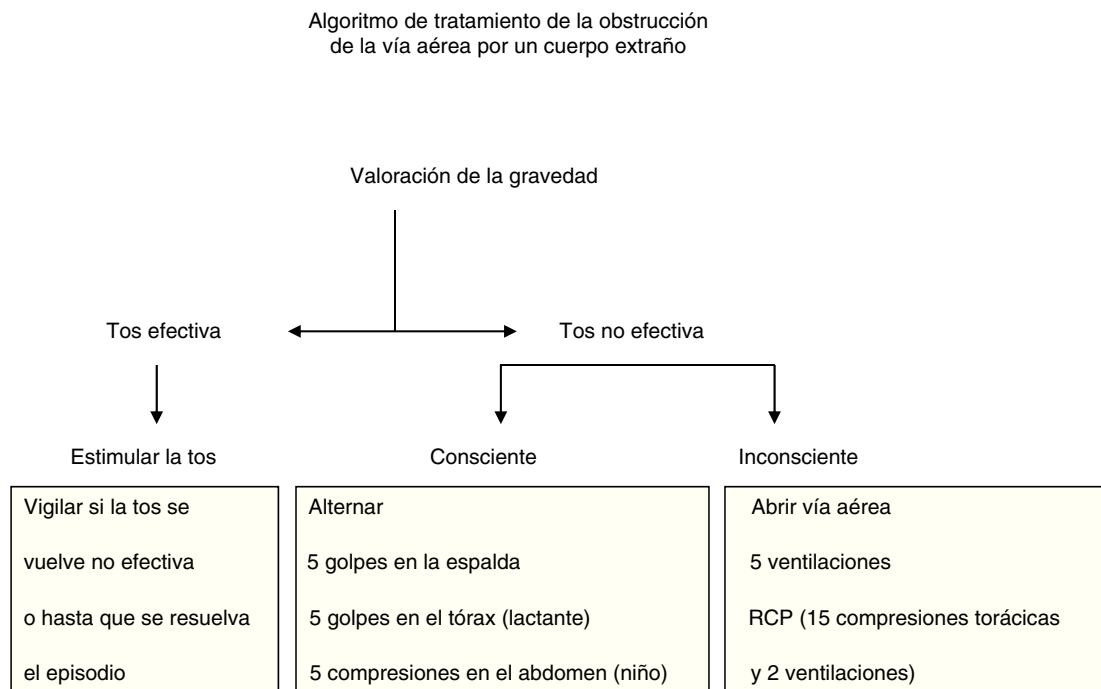 Algoritmo de tratamiento de la obstrucción
de la vía aérea por un cuerpo extraño
Valoración de la gravedad
Tos efectiva
Tos no efectiva
Estimular la tos
Consciente
Inconsciente
Vigilar si la tos se
vuelve no efectiva
o hasta que se resuelva
el episodio
Alternar
5 golpes en la espalda
5 golpes en el tórax (lactante)
5 compresiones en el abdomen (niño)
Abrir vía aérea
5 ventilaciones
RCP (15 compresiones torácicas
y 2 ventilaciones)